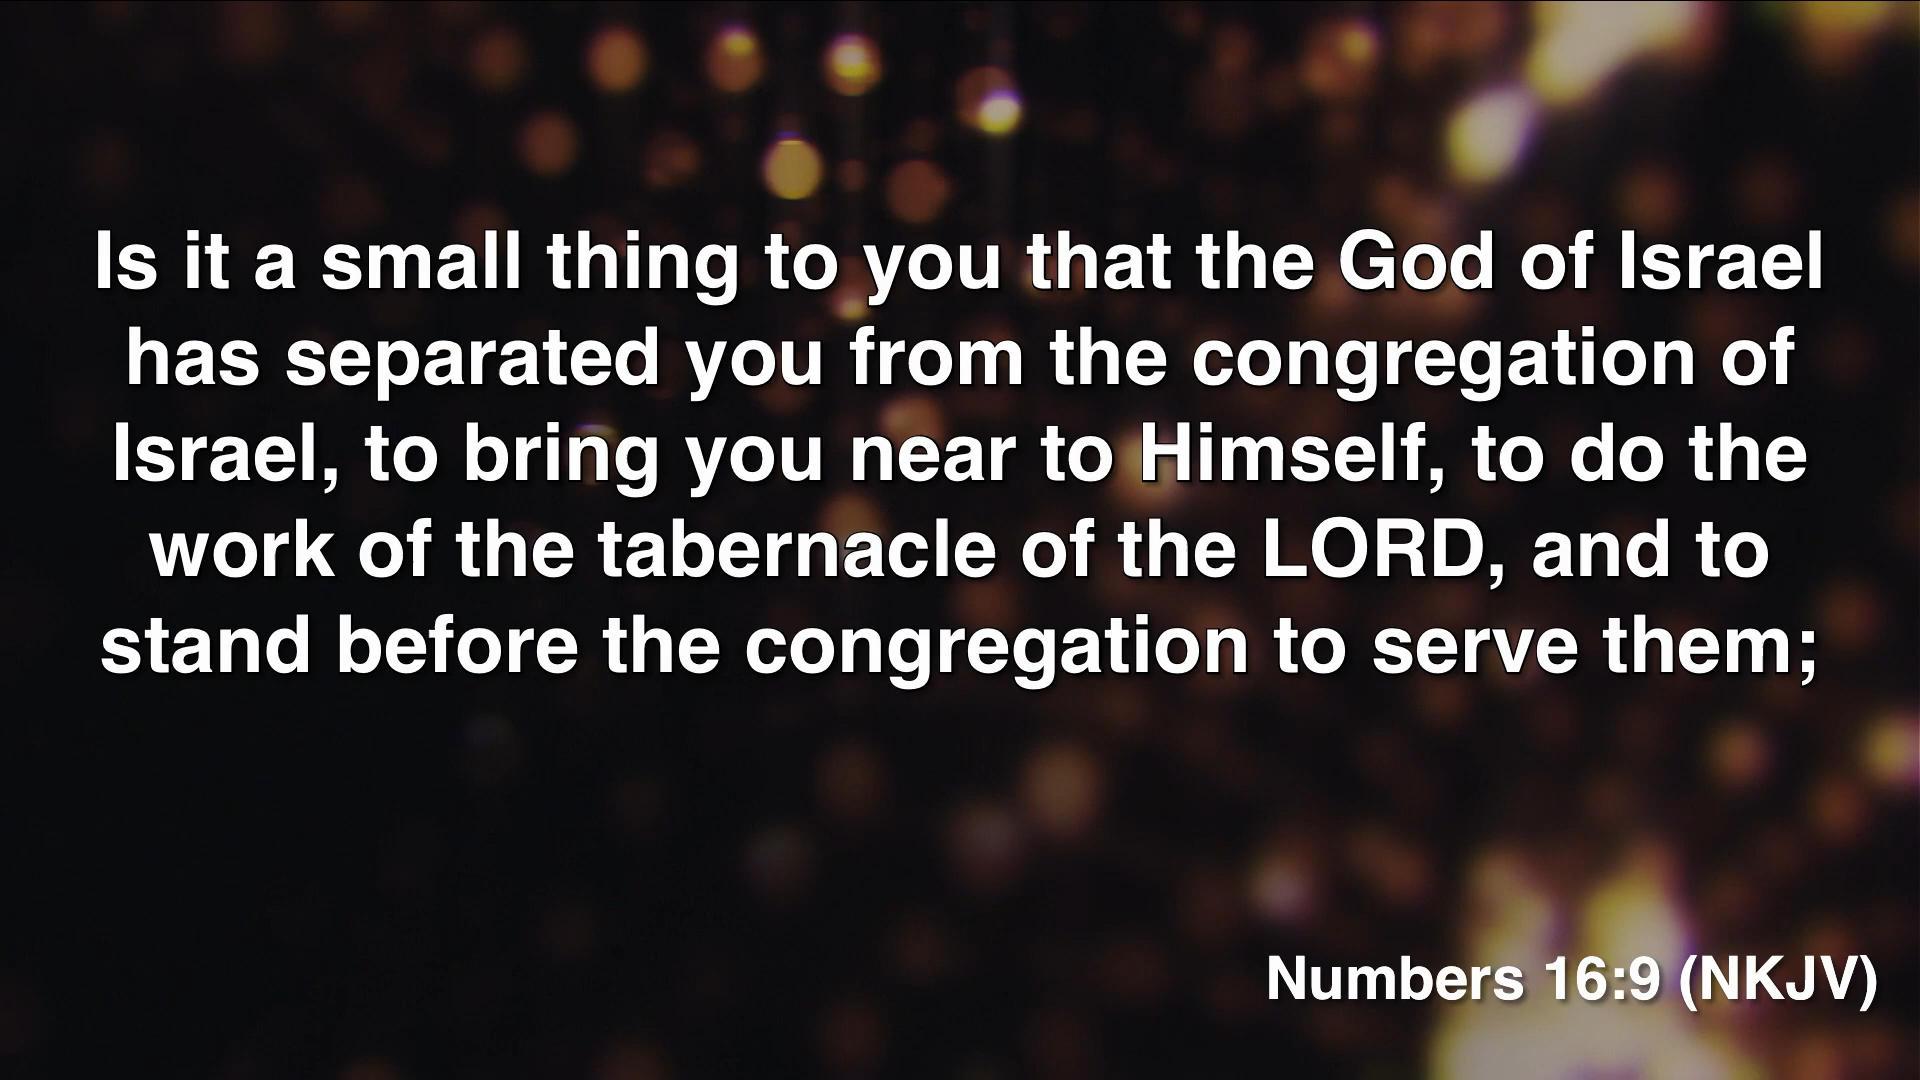 Is it a small thing to you that the God of Israel
has separated you from the congregation of
Israel, to bring you near to Himself, to do the
work of the tabernacle of the LORD, and to
stand before the congregation to serve them;
Numbers 16:9 (NKJV)